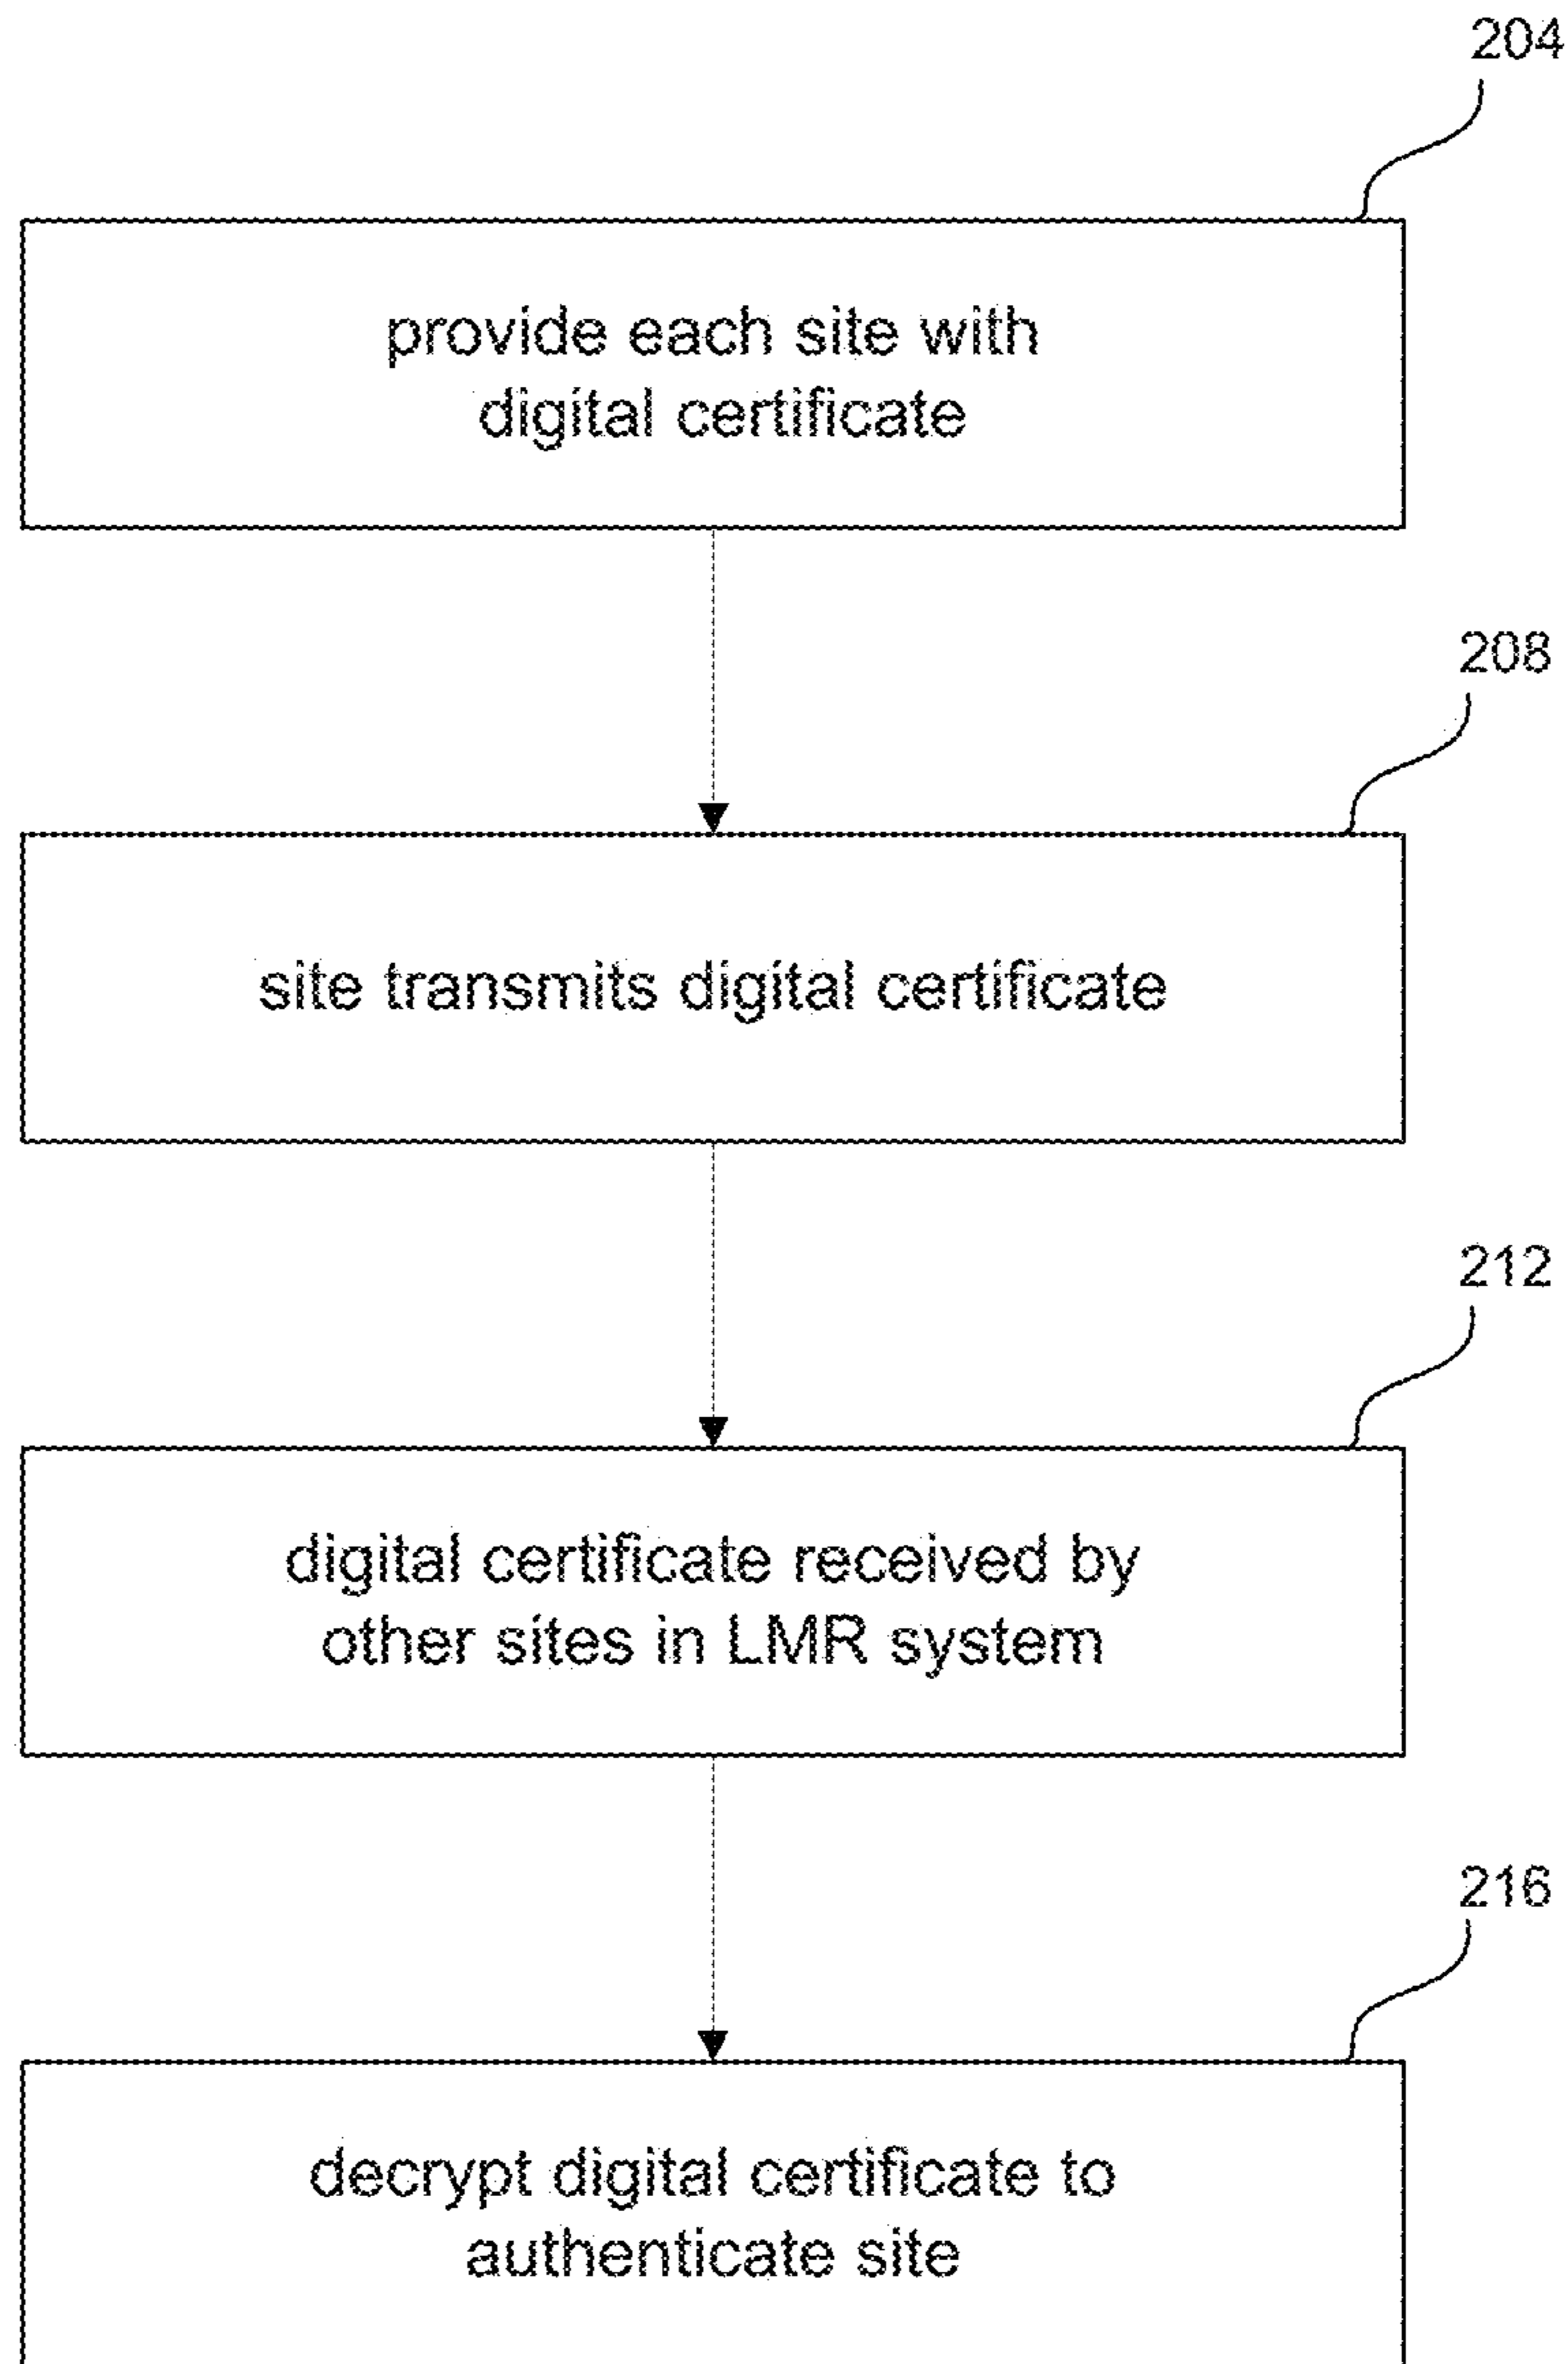 204
provide each site with
digital certificate
208
site transmits digital certificate
212
digital certificate received by
other sites in LMR system
216
decrypt digital certificate to
authenticate site